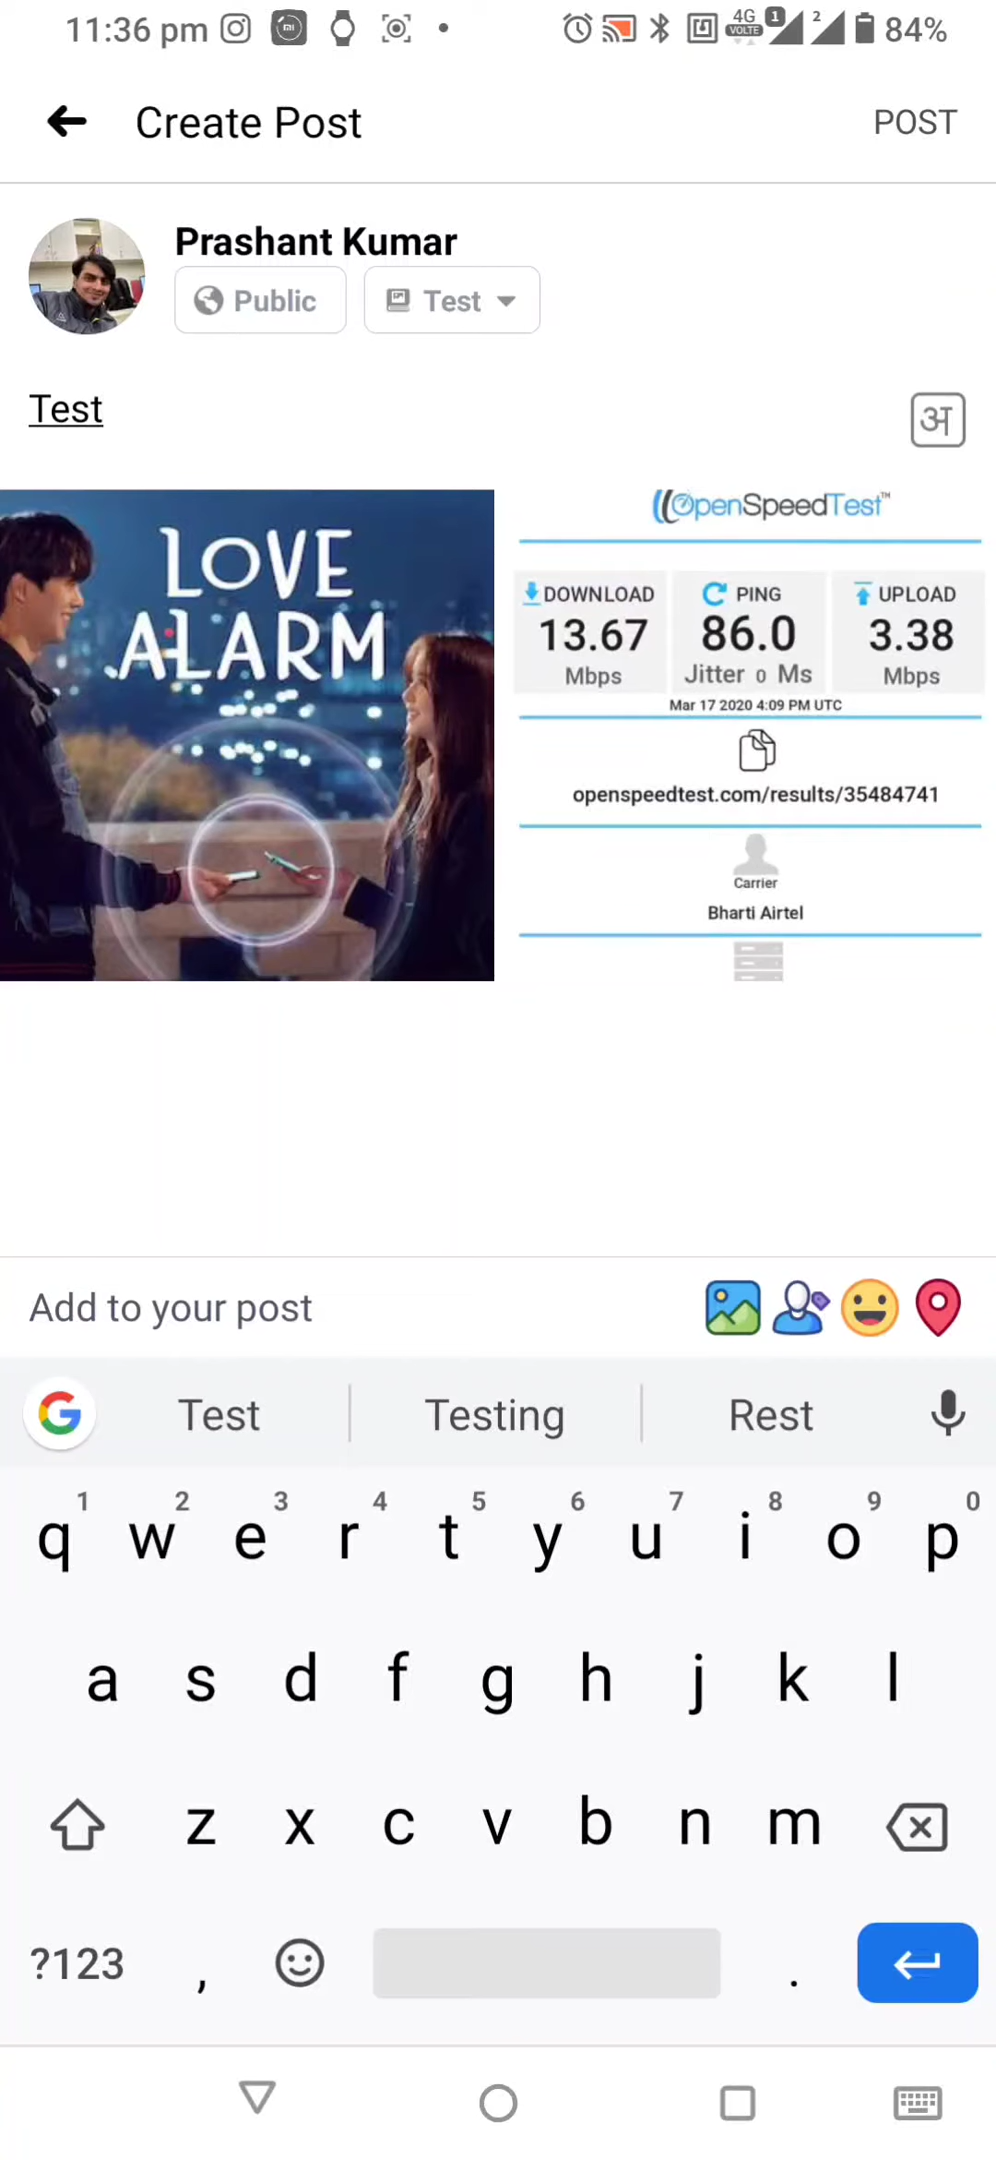 11:36 pm
4G
VOLTE
1
2
84%
Create Post
POST
Prashant Kumar
Public
Test
Test
अ
LOVE
ALARM
OpenSpeedTest™
DOWNLOAD
13.67
Mbps
PING
86.0
Jitter 0 Ms
UPLOAD
3.38
Mbps
Mar 17 2020 4:09 PM UTC
openspeedtest.com/results/35484741
Carrier
Bharti Airtel
Add to your post
G
Test
Testing
Rest
1 2 3 4 5 6 7 8 9 0
q w e r t y u i o p
a s d f g h j k l
z x c v b n m
?123 , .